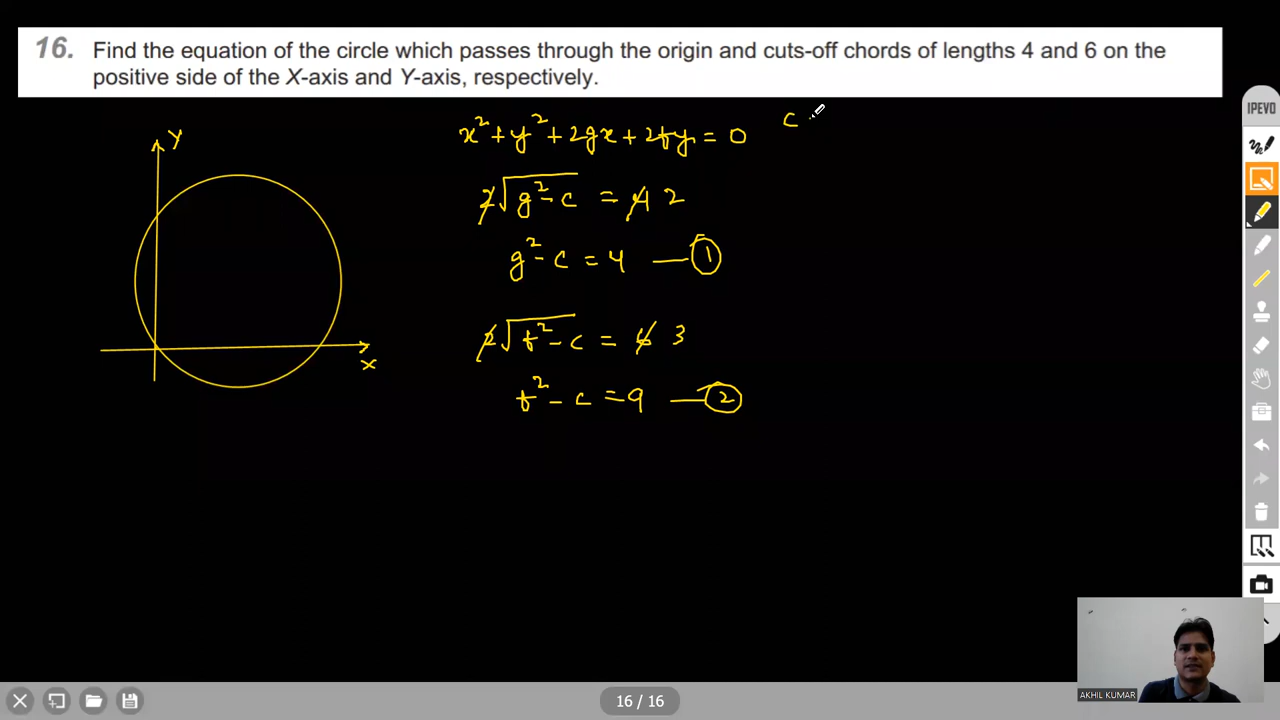 16. Find the equation of the circle which passes through the origin and cuts-off chords of lengths 4 and 6 on the
positive side of the X-axis and Y-axis, respectively.
IPEVO
Y
X
x² + y² + 2gx + 2fy = 0
c
2√(g² - c) = 4 2
g² - c = 4 — ①
2√(f² - c) = 6 3
f² - c = 9 — ②
AKHIL KUMAR
16 / 16